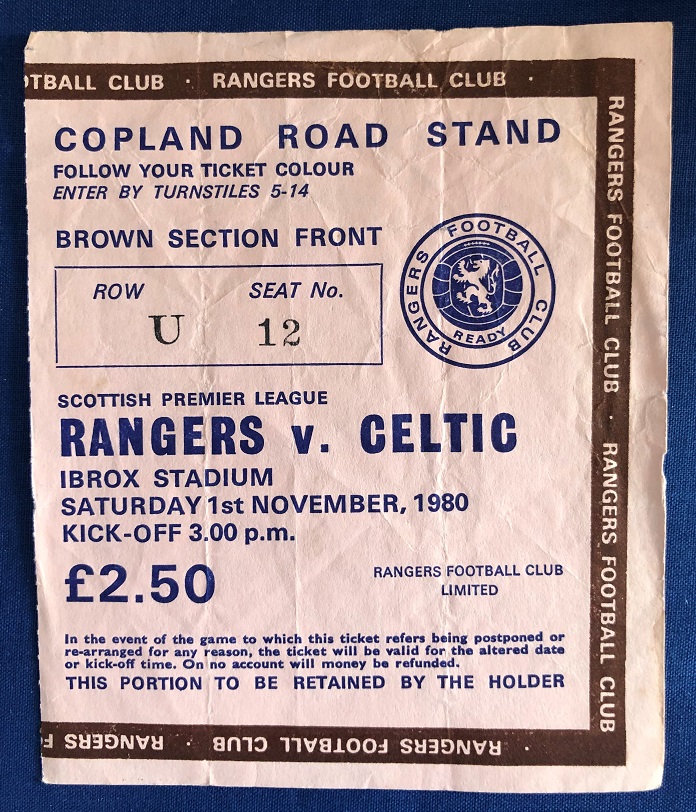 OTBALL CLUB · RANGERS FOOTBALL CLUB ·
COPLAND ROAD STAND
FOLLOW YOUR TICKET COLOUR
ENTER BY TURNSTILES 5-14
BROWN SECTION FRONT
ROW SEAT No.
U 12
RANGERS FOOTBALL CLUB
READY
SCOTTISH PREMIER LEAGUE
RANGERS v. CELTIC
IBROX STADIUM
SATURDAY 1st NOVEMBER, 1980
KICK-OFF 3.00 p.m.
£2.50
RANGERS FOOTBALL CLUB
LIMITED
In the event of the game to which this ticket refers being postponed or
re-arranged for any reason, the ticket will be valid for the altered date
or kick-off time. On no account will money be refunded.
THIS PORTION TO BE RETAINED BY THE HOLDER
RANGERS FOOTBALL CLUB · RANGERS FOOTBALL CLUB
· RANGERS FOOTBALL CLUB · RANGERS F